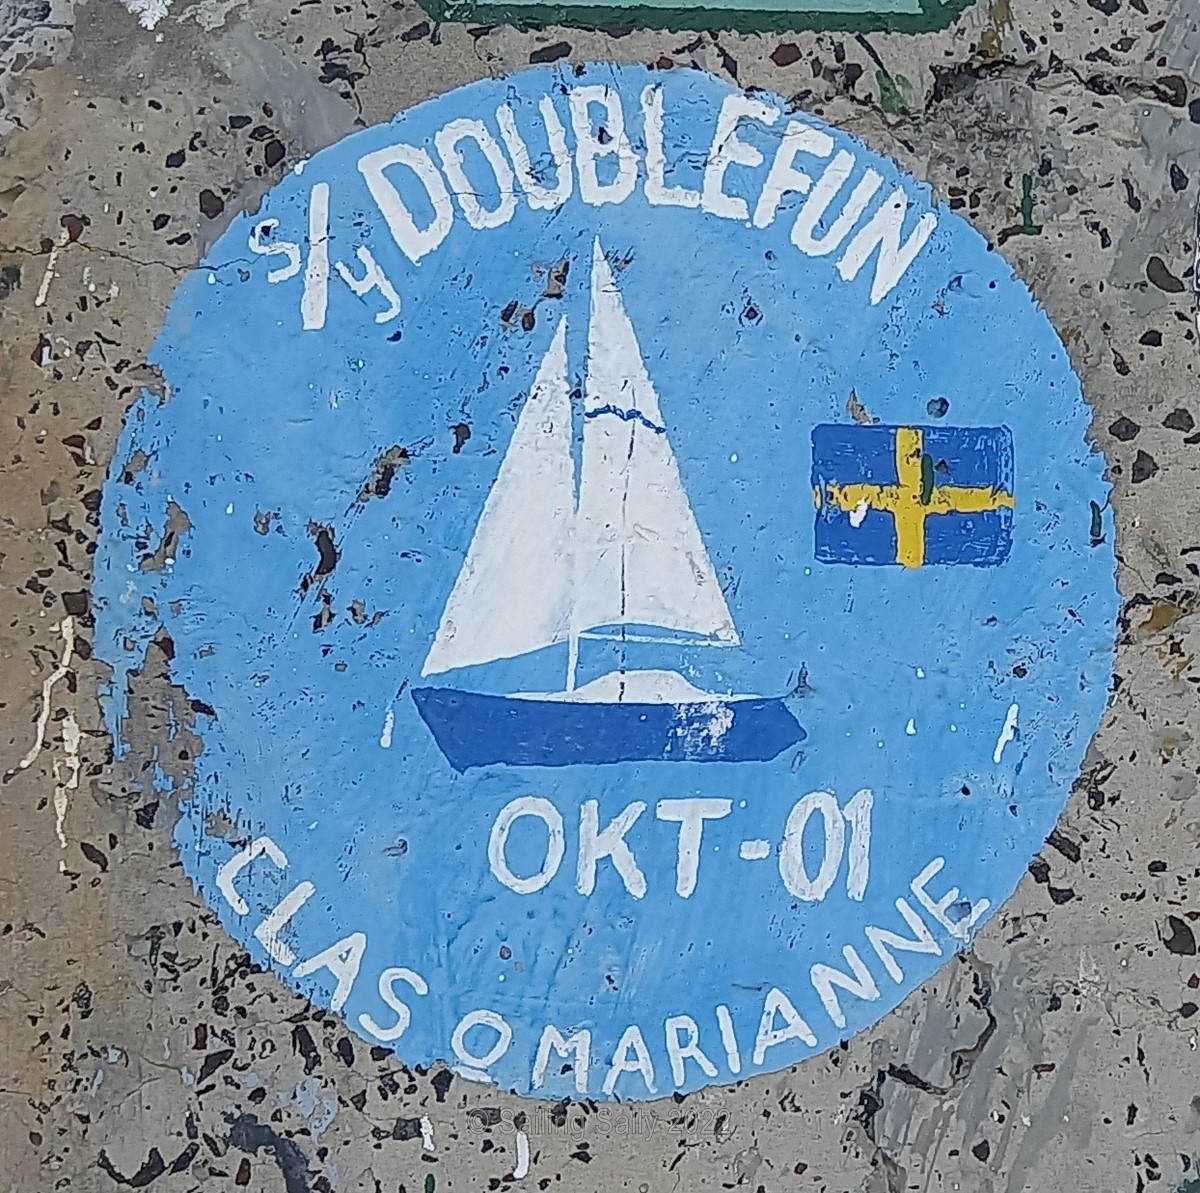 S/y DOUBLEFUN
OKT-01
CLAS O MARIANNE
© Sailing Sally 2022